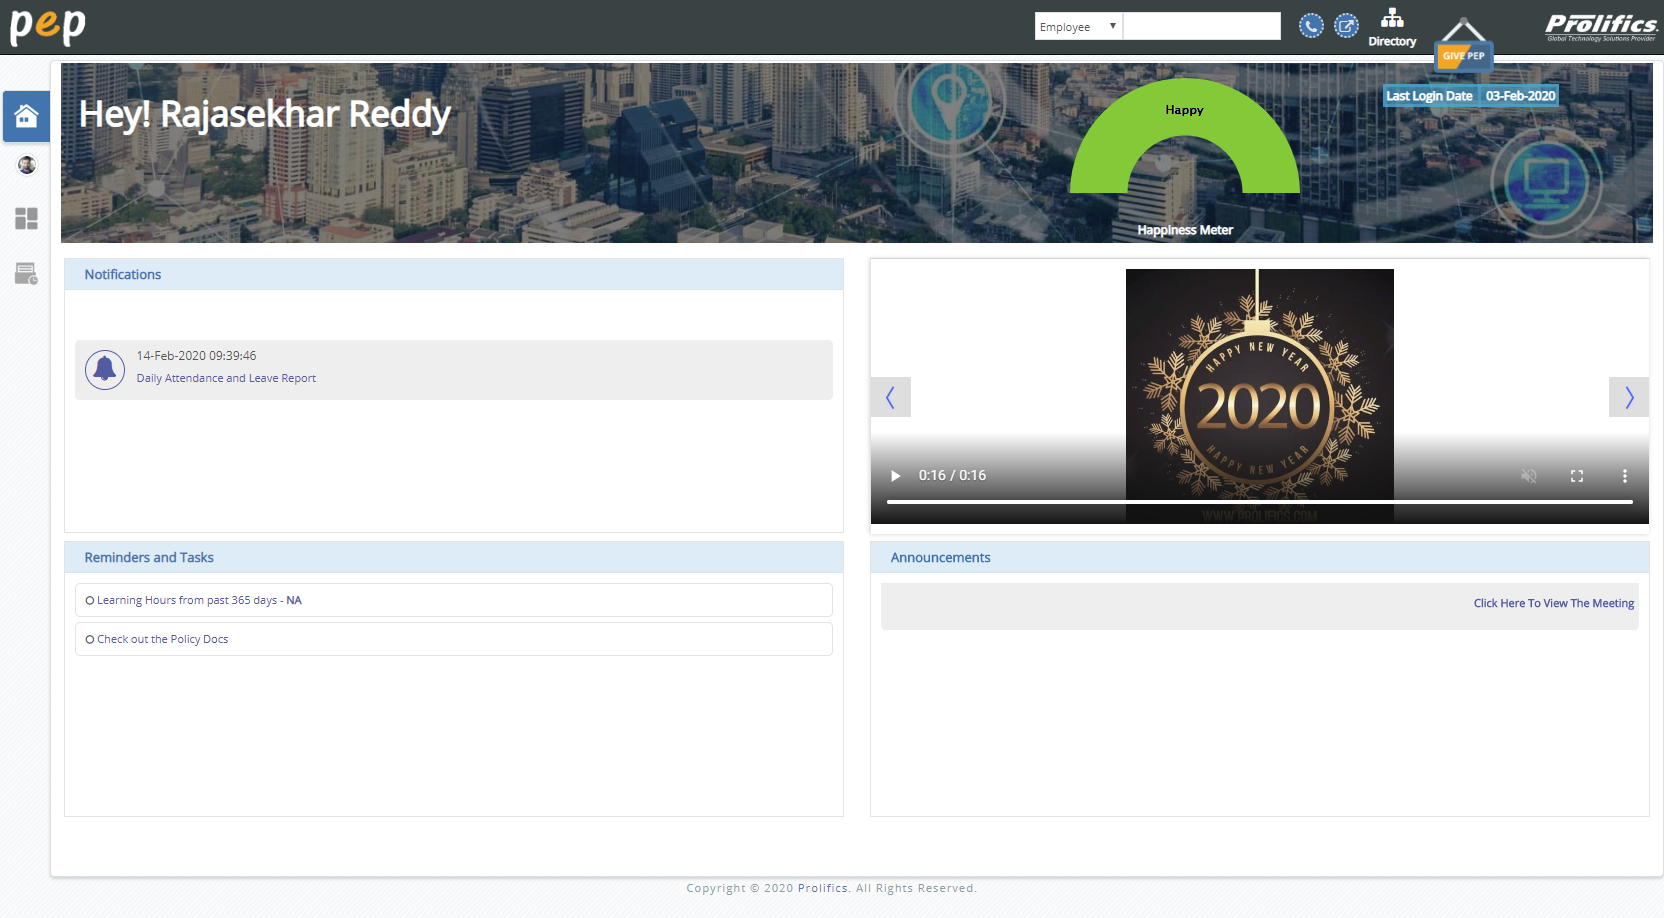 pep
Employee
Directory
GIVE PEP
Prolifics.
Global Technology Solutions Provider
Hey! Rajasekhar Reddy
Happy
Happiness Meter
Last Login Date 03-Feb-2020
Notifications
14-Feb-2020 09:39:46
Daily Attendance and Leave Report
HAPPY NEW YEAR
2020
HAPPY NEW YEAR
WWW.PROLIFICS.COM
0:16 / 0:16
Reminders and Tasks
Learning Hours from past 365 days - NA
Check out the Policy Docs
Announcements
Click Here To View The Meeting
Copyright © 2020 Prolifics. All Rights Reserved.